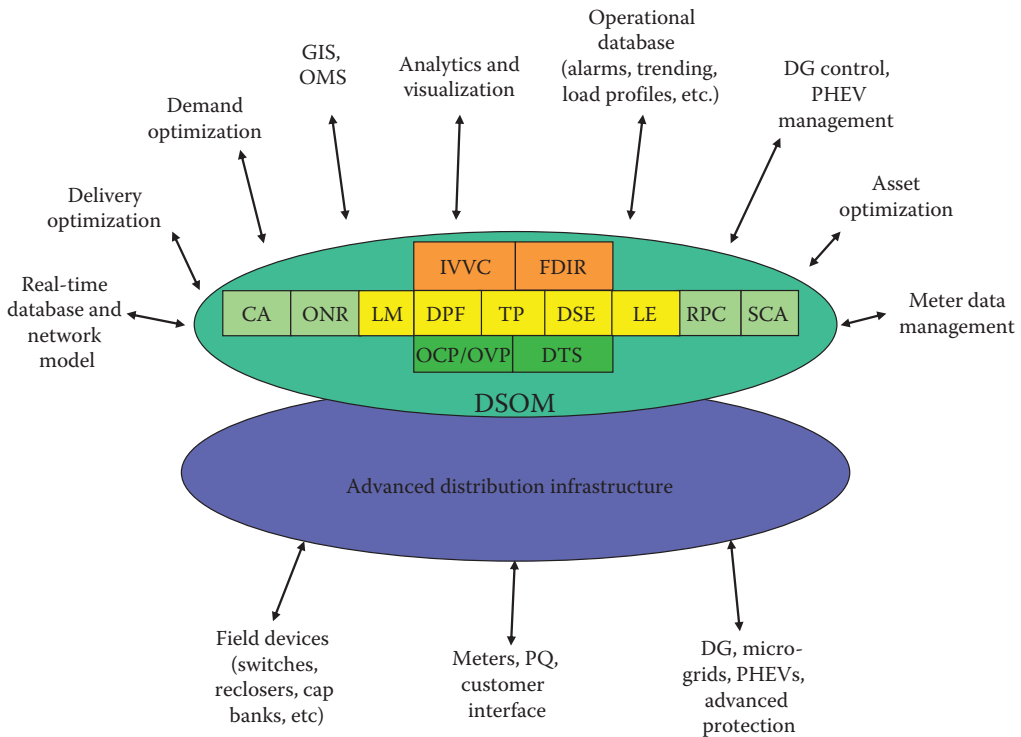 Operational
database
(alarms, trending,
load profiles, etc.)
GIS,
OMS
Analytics and
visualization
DG control,
PHEV
management
Demand
optimization
Asset
optimization
Delivery
optimization
Real-time
database and
network
model
Meter data
management
IVVC FDIR
CA ONR LM DPF TP DSE LE RPC SCA
OCP/OVP DTS
DSOM
Advanced distribution infrastructure
Field devices
(switches,
reclosers, cap
banks, etc)
Meters, PQ,
customer
interface
DG, micro-
grids, PHEVs,
advanced
protection